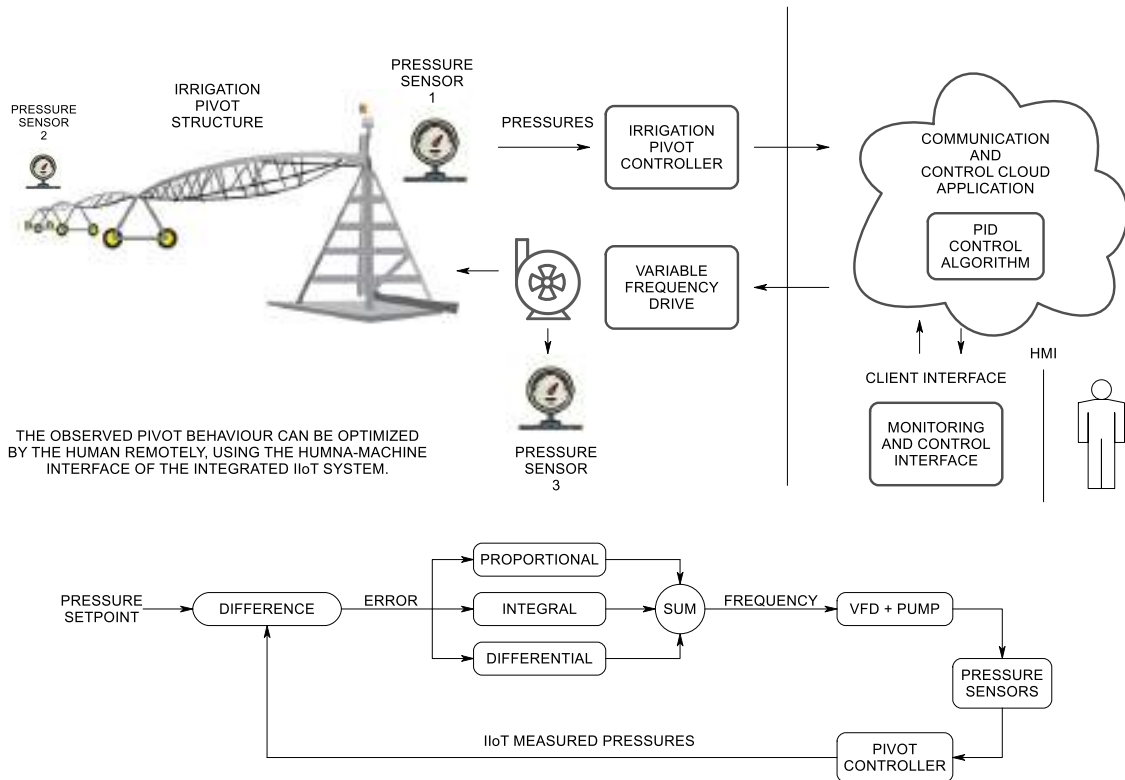 PRESSURE
SENSOR
2
IRRIGATION
PIVOT
STRUCTURE
PRESSURE
SENSOR
1
PRESSURES
IRRIGATION
PIVOT
CONTROLLER
COMMUNICATION
AND
CONTROL CLOUD
APPLICATION
PID
CONTROL
ALGORITHM
VARIABLE
FREQUENCY
DRIVE
PRESSURE
SENSOR
3
HMI
CLIENT INTERFACE
MONITORING
AND CONTROL
INTERFACE
THE OBSERVED PIVOT BEHAVIOUR CAN BE OPTIMIZED
BY THE HUMAN REMOTELY, USING THE HUMNA-MACHINE
INTERFACE OF THE INTEGRATED IIoT SYSTEM.
PRESSURE
SETPOINT
DIFFERENCE
ERROR
PROPORTIONAL
INTEGRAL
DIFFERENTIAL
SUM
FREQUENCY
VFD + PUMP
PRESSURE
SENSORS
PIVOT
CONTROLLER
IIoT MEASURED PRESSURES